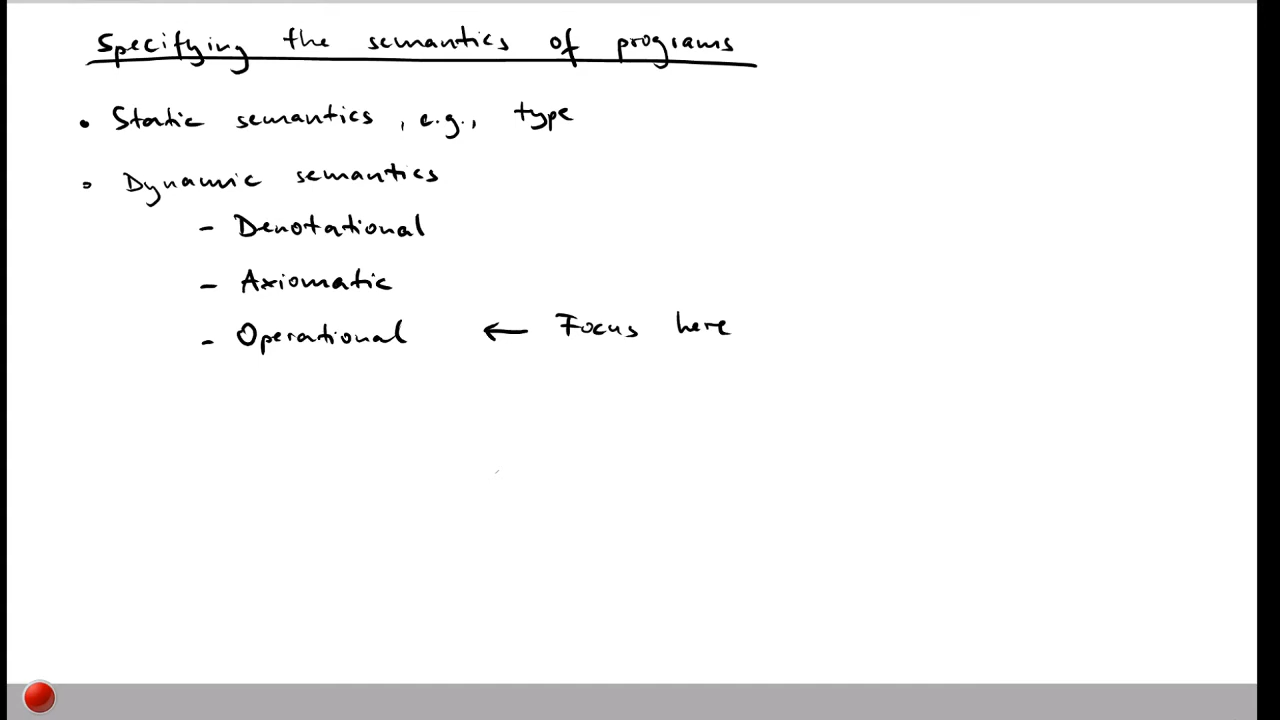 Specifying the semantics of programs
• Static semantics, e.g., type
• Dynamic semantics
- Denotational
- Axiomatic
- Operational ← Focus here